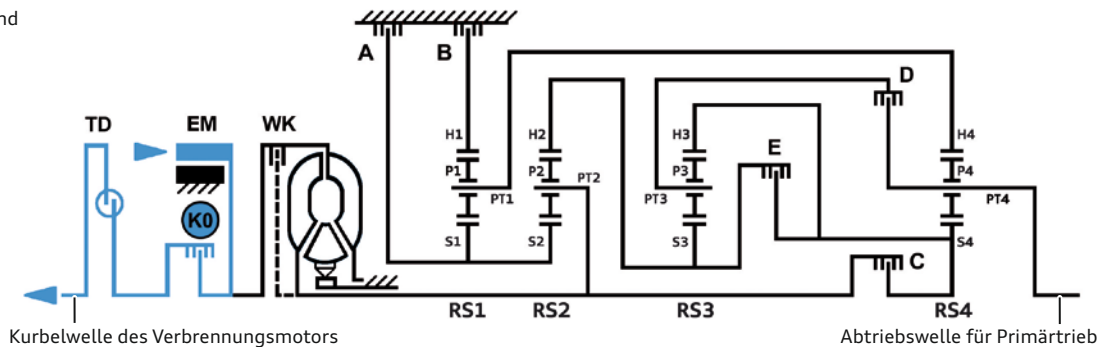 nd
A
B
D
TD
EM
WK
H1
H2
H3
E
H4
P1
P2
PT2
P3
P4
K0
PT1
PT3
PT4
S1
S2
S3
S4
C
RS1
RS2
RS3
RS4
Kurbelwelle des Verbrennungsmotors
Abtriebswelle für Primärtrieb